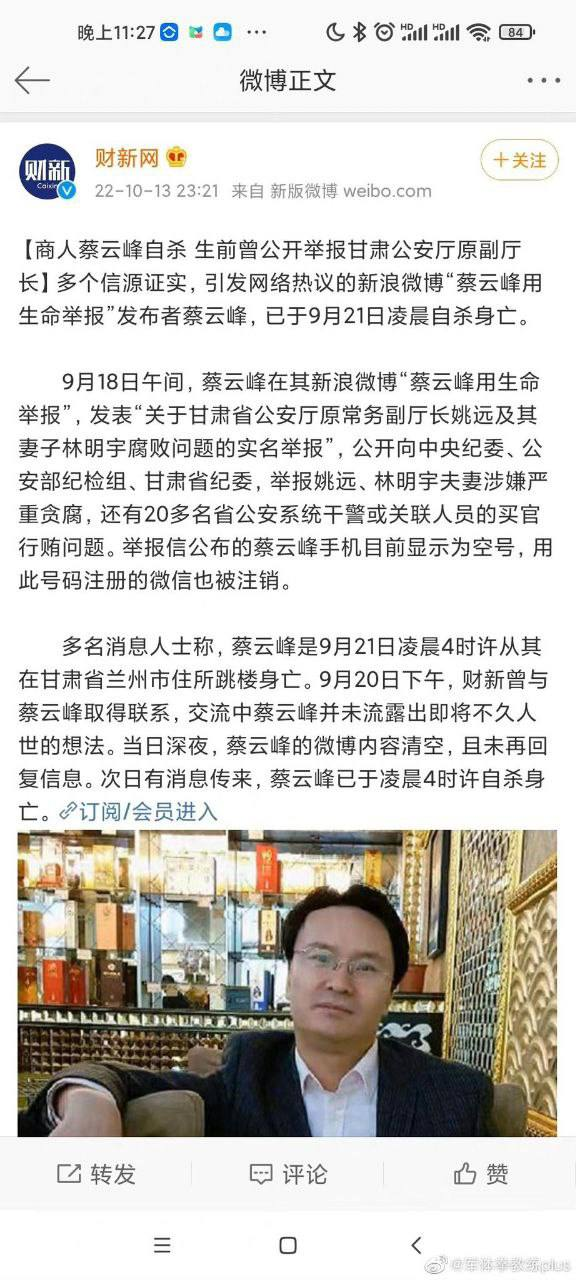 晚上11:27
HD
HD
84
微博正文
财新
Caixin
财新网
+关注
22-10-13 23:21 来自 新版微博 weibo.com
【商人蔡云峰自杀 生前曾公开举报甘肃公安厅原副厅
长】多个信源证实，引发网络热议的新浪微博“蔡云峰用
生命举报”发布者蔡云峰，已于9月21日凌晨自杀身亡。
9月18日午间，蔡云峰在其新浪微博“蔡云峰用生命
举报”，发表“关于甘肃省公安厅原常务副厅长姚远及其
妻子林明宇腐败问题的实名举报”，公开向中央纪委、公
安部纪检组、甘肃省纪委，举报姚远、林明宇夫妻涉嫌严
重贪腐，还有20多名省公安系统干警或关联人员的买官
行贿问题。举报信公布的蔡云峰手机目前显示为空号，用
此号码注册的微信也被注销。
多名消息人士称，蔡云峰是9月21日凌晨4时许从其
在甘肃省兰州市住所跳楼身亡。9月20日下午，财新曾与
蔡云峰取得联系，交流中蔡云峰并未流露出即将不久人
世的想法。当日深夜，蔡云峰的微博内容清空，且未再回
复信息。次日有消息传来，蔡云峰已于凌晨4时许自杀身
亡。订阅/会员进入
转发
评论
赞
@军体拳教练plus